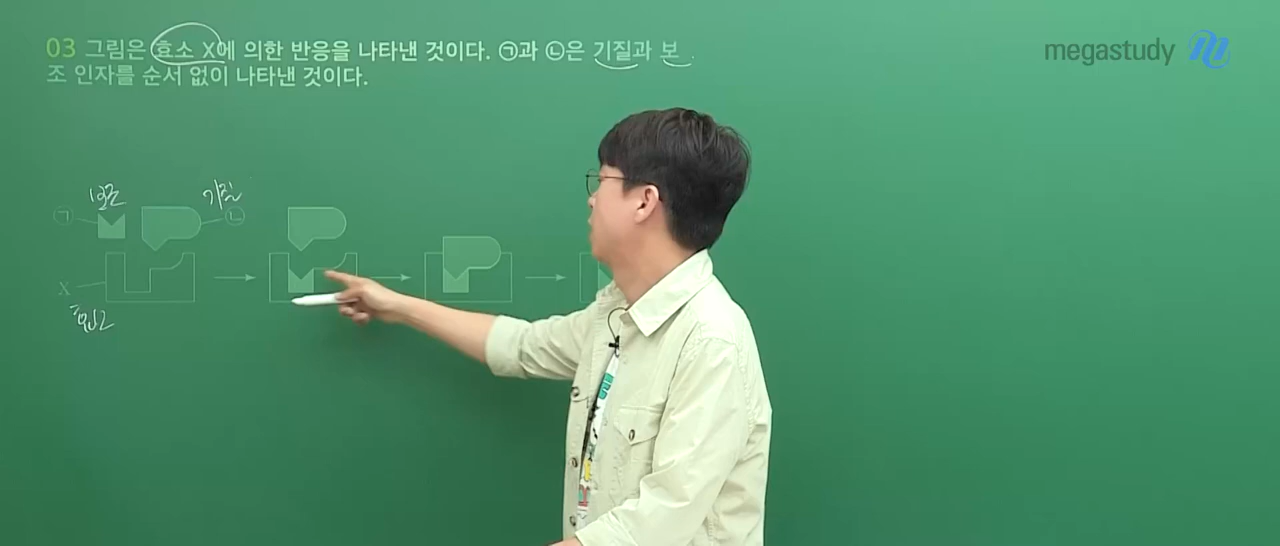 03 그림은 효소 X에 의한 반응을 나타낸 것이다. ㉠과 ㉡은 기질과 보
조 인자를 순서 없이 나타낸 것이다.
megastudy
보조
기질
㉠
㉡
X